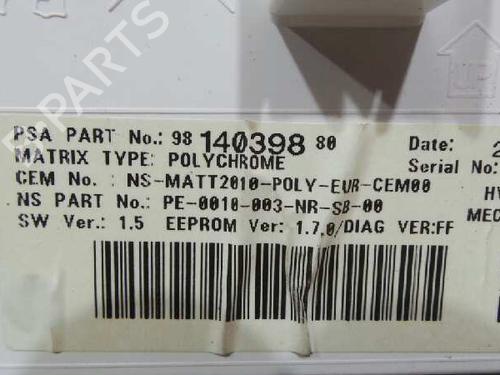 UP
PSA PART No.: 98 140398 80
Date: 2
MATRIX TYPE: POLYCHROME
Serial No:
CEM No. : NS-MATT2010-POLY-EUR-CEM00
NS PART No.: PE-0010-003-NR-SB-00
SW Ver.: 1.5 EEPROM Ver: 1.7.0/DIAG VER:FF